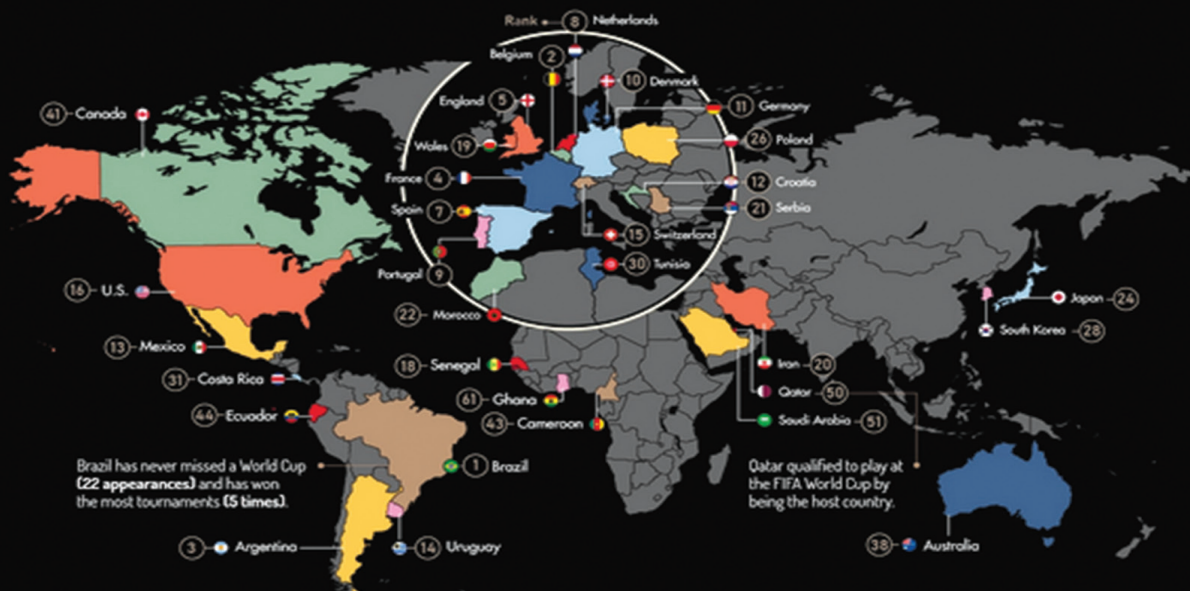 Rank 8 Netherlands
Belgium 2
10 Denmark
England 5
11 Germany
41 Canada
Wales 19
26 Poland
France 4
12 Croatia
Spain 7
21 Serbia
15 Switzerland
30 Tunisia
Portugal 9
16 U.S.
Japan 24
22 Morocco
South Korea 28
13 Mexico
18 Senegal
Iran 20
31 Costa Rica
Qatar 50
61 Ghana
44 Ecuador
43 Cameroon
Saudi Arabia 51
1 Brazil
Brazil has never missed a World Cup
(22 appearances) and has won
the most tournaments (5 times).
Qatar qualified to play at
the FIFA World Cup by
being the host country.
3 Argentina
14 Uruguay
38 Australia